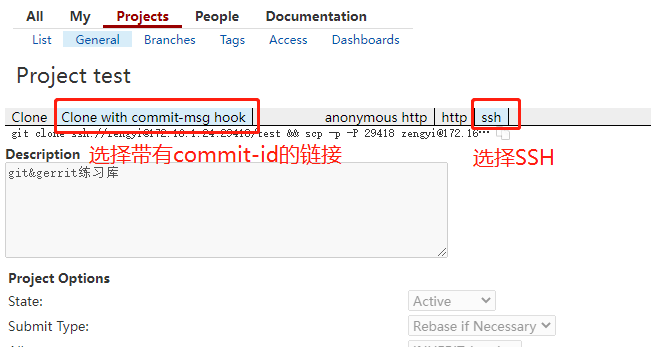 All My Projects People Documentation
List General Branches Tags Access Dashboards
Project test
Clone Clone with commit-msg hook anonymous http http ssh
git clone ssh://zengyi@172.16.1.24:29418/test && scp -p -P 29418 zengyi@172.16…
Description 选择带有commit-id的链接 选择SSH
git&gerrit练习库
Project Options
State: Active
Submit Type: Rebase if Necessary